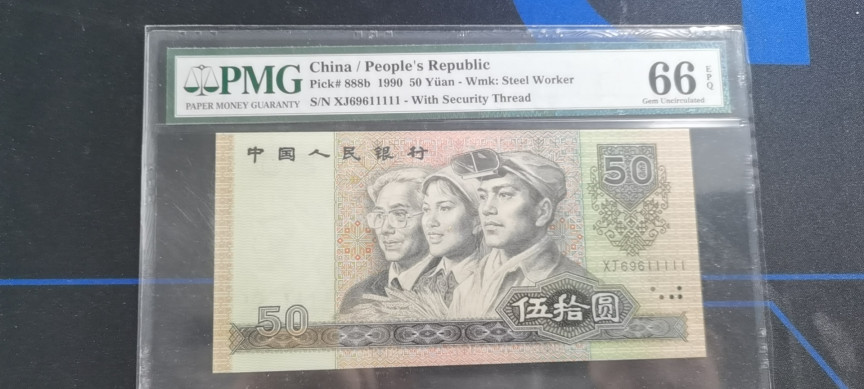 PMG
PAPER MONEY GUARANTY
China / People's Republic
Pick# 888b 1990 50 Yüan - Wmk: Steel Worker
S/N XJ69611111 - With Security Thread
66 EPQ
Gem Uncirculated
中国人民银行
50
XJ69611111
50
伍拾圆